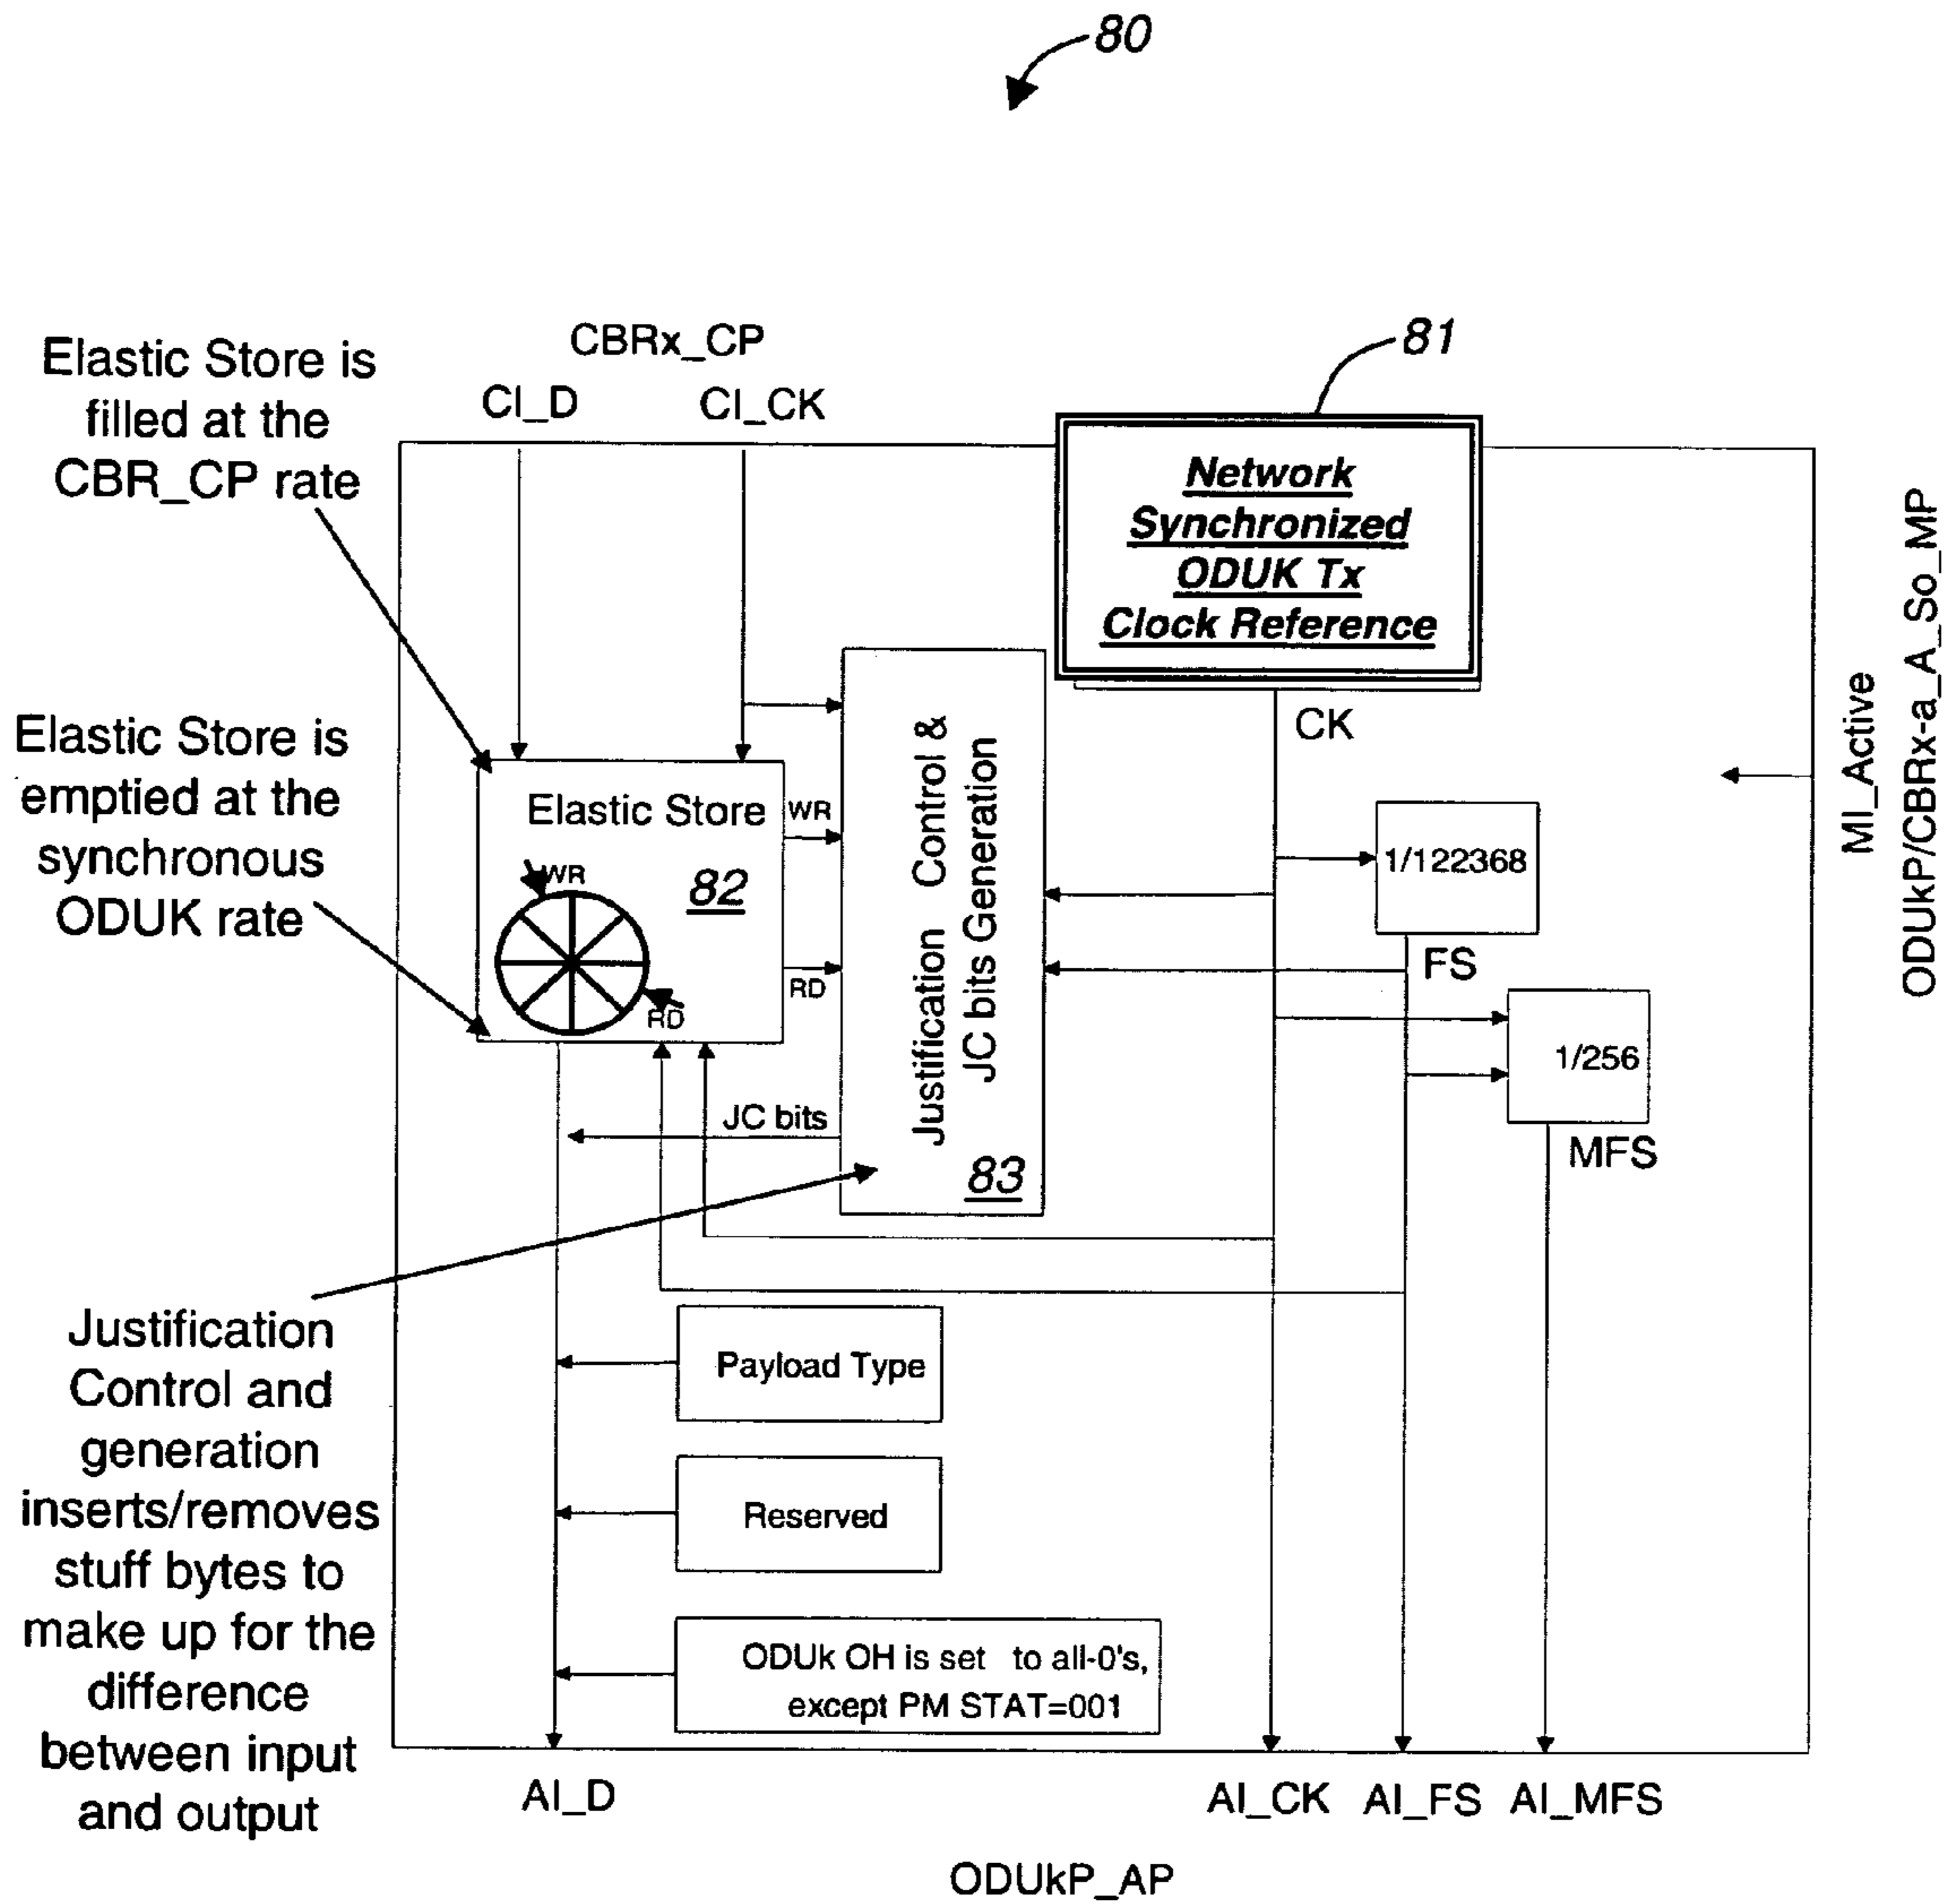 80
81
CBRx_CP
CI_D
CI_CK
Elastic Store is
filled at the
CBR_CP rate
Network
Synchronized
ODUK Tx
Clock Reference
CK
Elastic Store is
emptied at the
synchronous
ODUK rate
Elastic Store
82
WR
RD
WR
RD
Justification Control &
JC bits Generation
83
JC bits
1/122368
FS
1/256
MFS
MI_Active
ODUkP/CBRx-a_A_So_MP
Justification
Control and
generation
inserts/removes
stuff bytes to
make up for the
difference
between input
and output
Payload Type
Reserved
ODUk OH is set to all-0's,
except PM STAT=001
AI_D
AI_CK
AI_FS
AI_MFS
ODUkP_AP